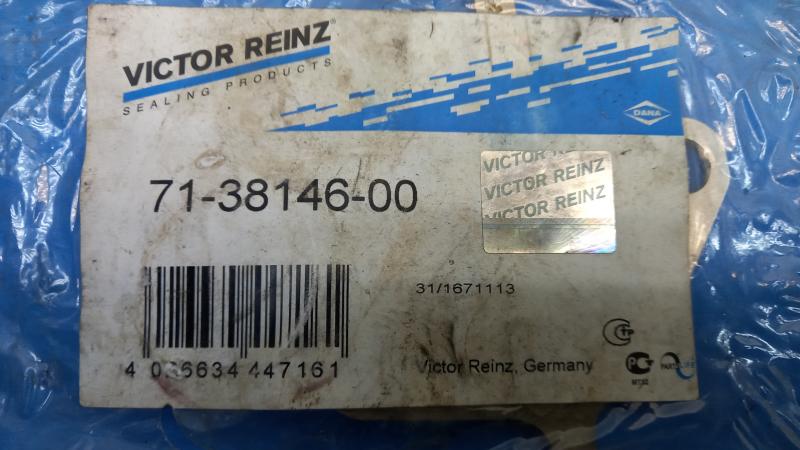 VICTOR REINZ®
SEALING PRODUCTS
DANA
71-38146-00
VICTOR REINZ
VICTOR REINZ
VICTOR REINZ
31/1671113
4 026634 447161
Victor Reinz, Germany